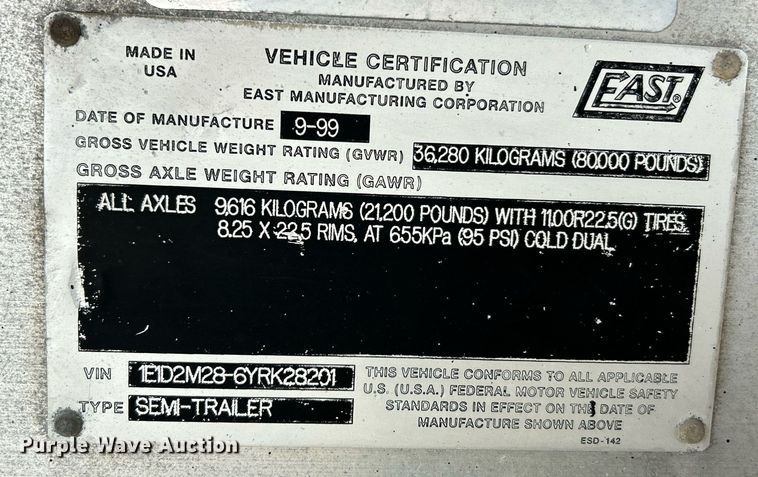 MADE IN
USA
VEHICLE CERTIFICATION
MANUFACTURED BY
EAST MANUFACTURING CORPORATION
EAST®
DATE OF MANUFACTURE 9-99
GROSS VEHICLE WEIGHT RATING (GVWR) 36,280 KILOGRAMS (80,000 POUNDS)
GROSS AXLE WEIGHT RATING (GAWR)
ALL AXLES 9,616 KILOGRAMS (21,200 POUNDS) WITH 11.00R22.5(G) TIRES,
8.25 X 22.5 RIMS, AT 655KPa (95 PSI) COLD DUAL
VIN 1E1D2M28-6YRK28201
TYPE SEMI-TRAILER
THIS VEHICLE CONFORMS TO ALL APPLICABLE
U.S. (U.S.A.) FEDERAL MOTOR VEHICLE SAFETY
STANDARDS IN EFFECT ON THE DATE OF
MANUFACTURE SHOWN ABOVE
ESD-142
Purple Wave Auction